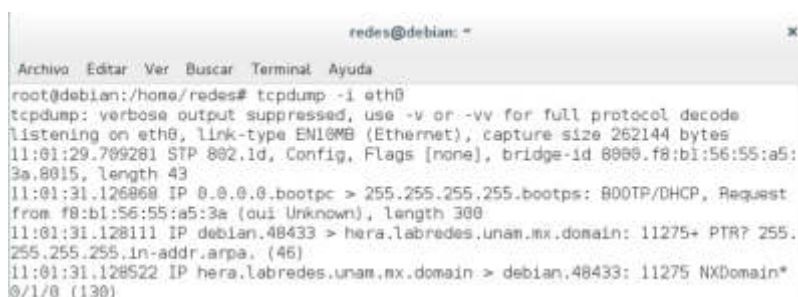 redes@debian: ~
Archivo Editar Ver Buscar Terminal Ayuda
root@debian:/home/redes# tcpdump -i eth0
tcpdump: verbose output suppressed, use -v or -vv for full protocol decode
listening on eth0, link-type EN10MB (Ethernet), capture size 262144 bytes
11:01:29.709281 STP 802.1d, Config, Flags [none], bridge-id 8000.f8:b1:56:55:a5:
3a.8015, length 43
11:01:31.126868 IP 0.0.0.0.bootpc > 255.255.255.255.bootps: BOOTP/DHCP, Request
from f8:b1:56:55:a5:3a (oui Unknown), length 300
11:01:31.128111 IP debian.48433 > hera.labredes.unam.mx.domain: 11275+ PTR? 255.
255.255.255.in-addr.arpa. (46)
11:01:31.128522 IP hera.labredes.unam.mx.domain > debian.48433: 11275 NXDomain*
0/1/0 (130)